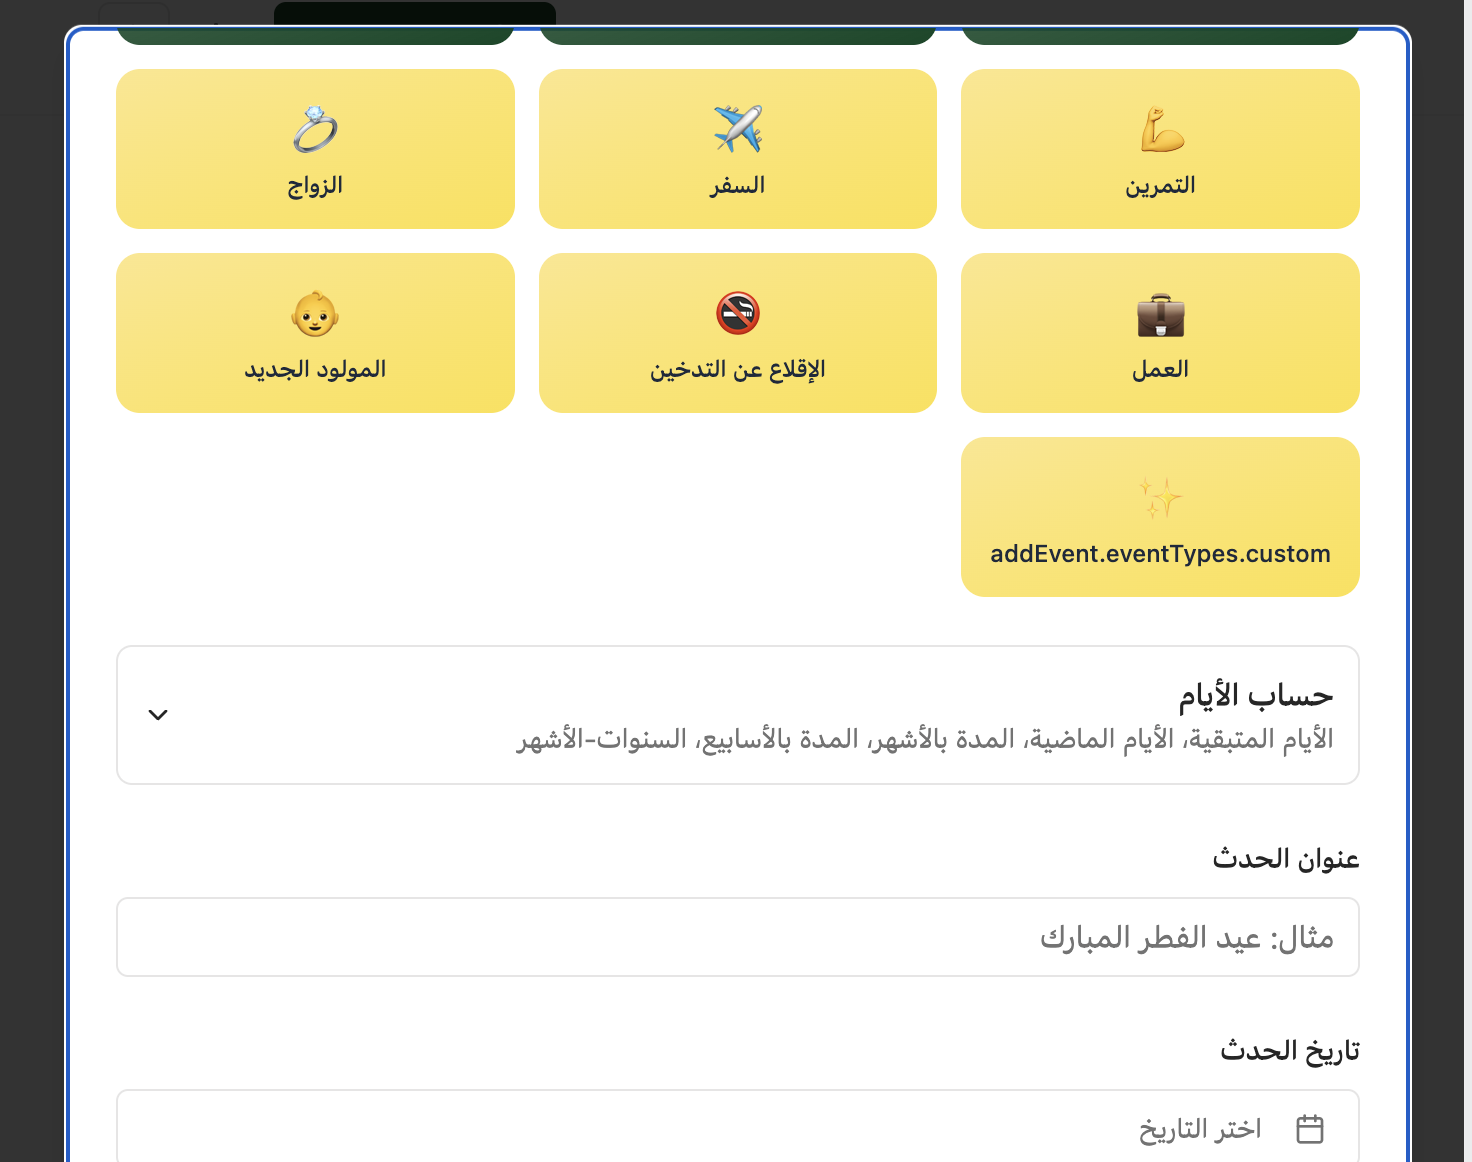 التمرين
السفر
الزواج
العمل
الإقلاع عن التدخين
المولود الجديد
addEvent.eventTypes.custom
حساب الأيام
الأيام المتبقية، الأيام الماضية، المدة بالأشهر، المدة بالأسابيع، السنوات-الأشهر
عنوان الحدث
مثال: عيد الفطر المبارك
تاريخ الحدث
اختر التاريخ